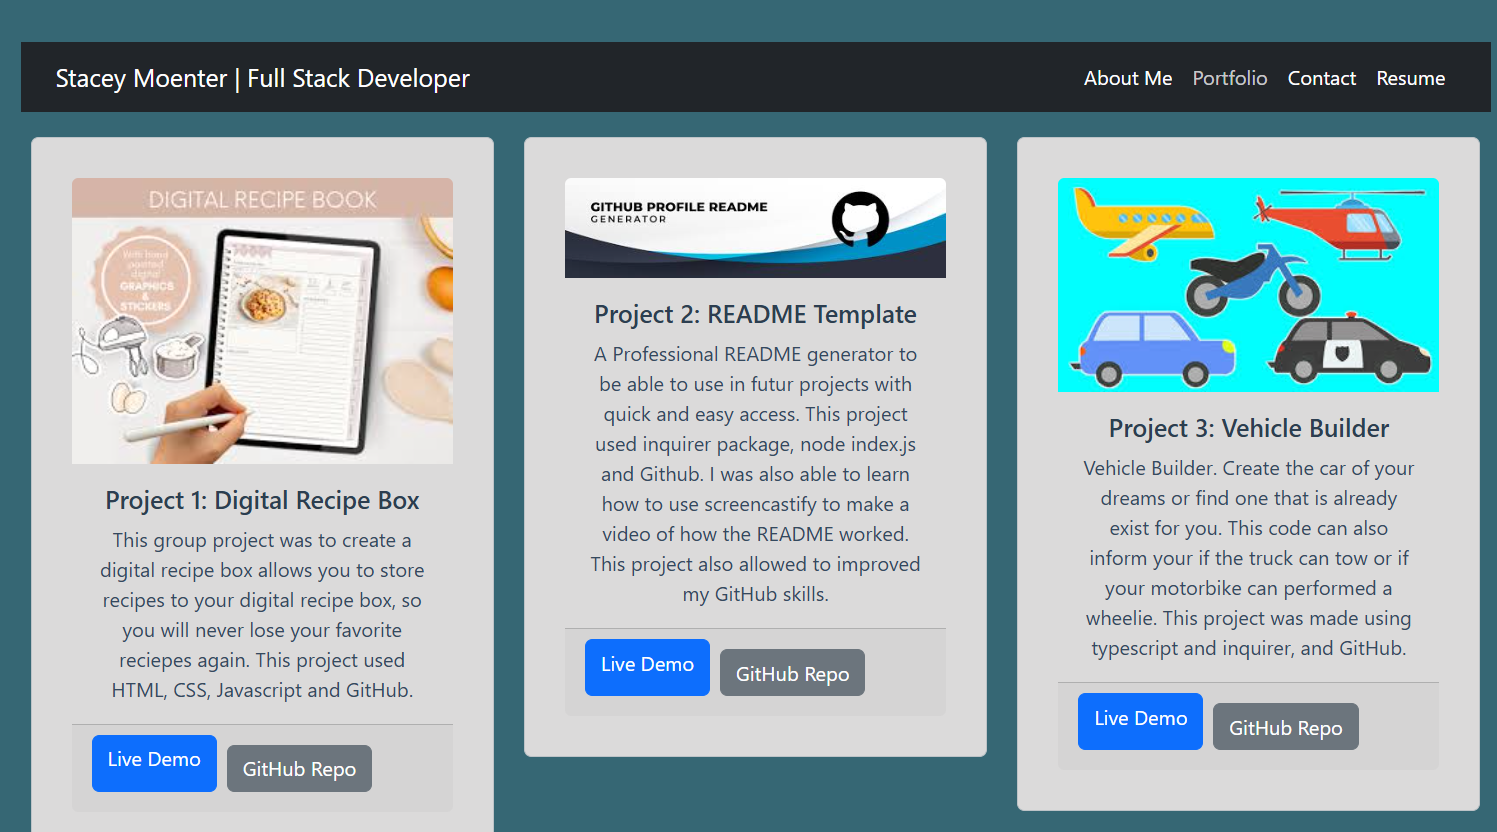 Stacey Moenter | Full Stack Developer
About Me Portfolio Contact Resume
DIGITAL RECIPE BOOK
With hand
painted
digital
GRAPHICS
&
STICKERS
Project 1: Digital Recipe Box
This group project was to create a
digital recipe box allows you to store
recipes to your digital recipe box, so
you will never lose your favorite
reciepes again. This project used
HTML, CSS, Javascript and GitHub.
Live Demo
GitHub Repo
GITHUB PROFILE README
GENERATOR
Project 2: README Template
A Professional README generator to
be able to use in futur projects with
quick and easy access. This project
used inquirer package, node index.js
and Github. I was also able to learn
how to use screencastify to make a
video of how the README worked.
This project also allowed to improved
my GitHub skills.
Live Demo
GitHub Repo
Project 3: Vehicle Builder
Vehicle Builder. Create the car of your
dreams or find one that is already
exist for you. This code can also
inform your if the truck can tow or if
your motorbike can performed a
wheelie. This project was made using
typescript and inquirer, and GitHub.
Live Demo
GitHub Repo